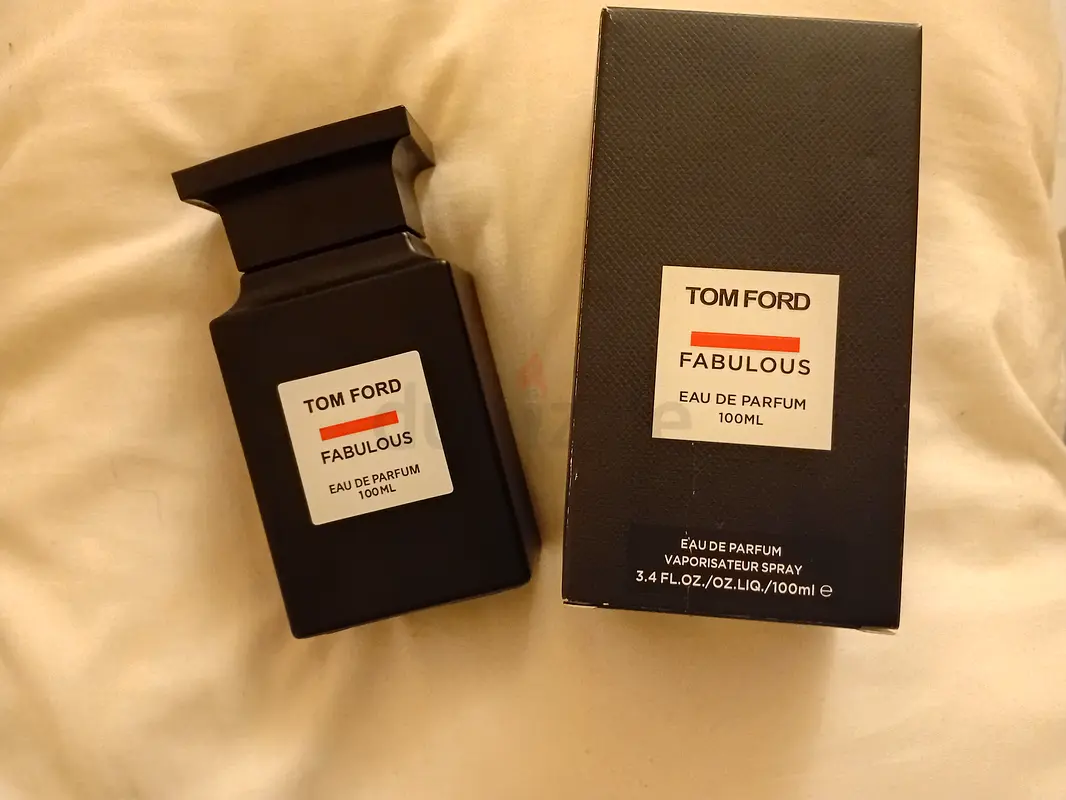 TOM FORD
FABULOUS
EAU DE PARFUM
100ML
TOM FORD
FABULOUS
EAU DE PARFUM
100ML
EAU DE PARFUM
VAPORISATEUR SPRAY
3.4 FL.OZ./OZ.LIQ./100ml ℮